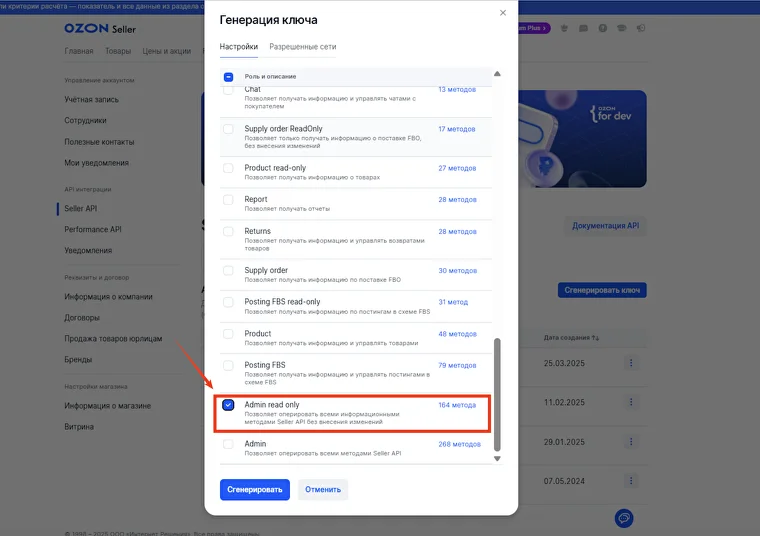 ли критерии расчёта — показатель и все данные из раздела о
OZON Seller
Plus >
Главная Товары Цены и акции
Управление аккаунтом
Учётная запись
Сотрудники
Полезные контакты
Мои уведомления
API интеграции
Seller API
Performance API
Уведомления
Реквизиты и договор
Информация о компании
Договоры
Продажа товаров юрлицам
Бренды
Настройки магазина
Информация о магазине
Витрина
Генерация ключа
Настройки Разрешенные сети
Роль и описание
Chat 13 методов
Позволяет получать информацию и управлять чатами с
покупателем
Supply order ReadOnly 17 методов
Позволяет только получать информацию о поставке FBO,
без внесения изменений
Product read-only 27 методов
Позволяет получать информацию о товарах
Report 28 методов
Позволяет получать отчеты
Returns 28 методов
Позволяет получать информацию и управлять возвратами
товаров
Supply order 30 методов
Позволяет получать информацию по поставке FBO
Posting FBS read-only 31 метод
Позволяет получать информацию по постингам в схеме FBS
Product 48 методов
Позволяет получать информацию и управлять товарами
Posting FBS 79 методов
Позволяет получать информацию и управлять постингами в
схеме FBS
Admin read only 164 метода
Позволяет оперировать всеми информационными
методами Seller API без внесения изменений
Admin 268 методов
Позволяет оперировать всеми методами Seller API
Сгенерировать Отменить
OZON
for dev
Документация API
Сгенерировать ключ
Дата создания
25.03.2025
11.02.2025
29.01.2025
07.05.2024
© 1998 – 2025 ООО «Интернет Решения». Все права защищены.